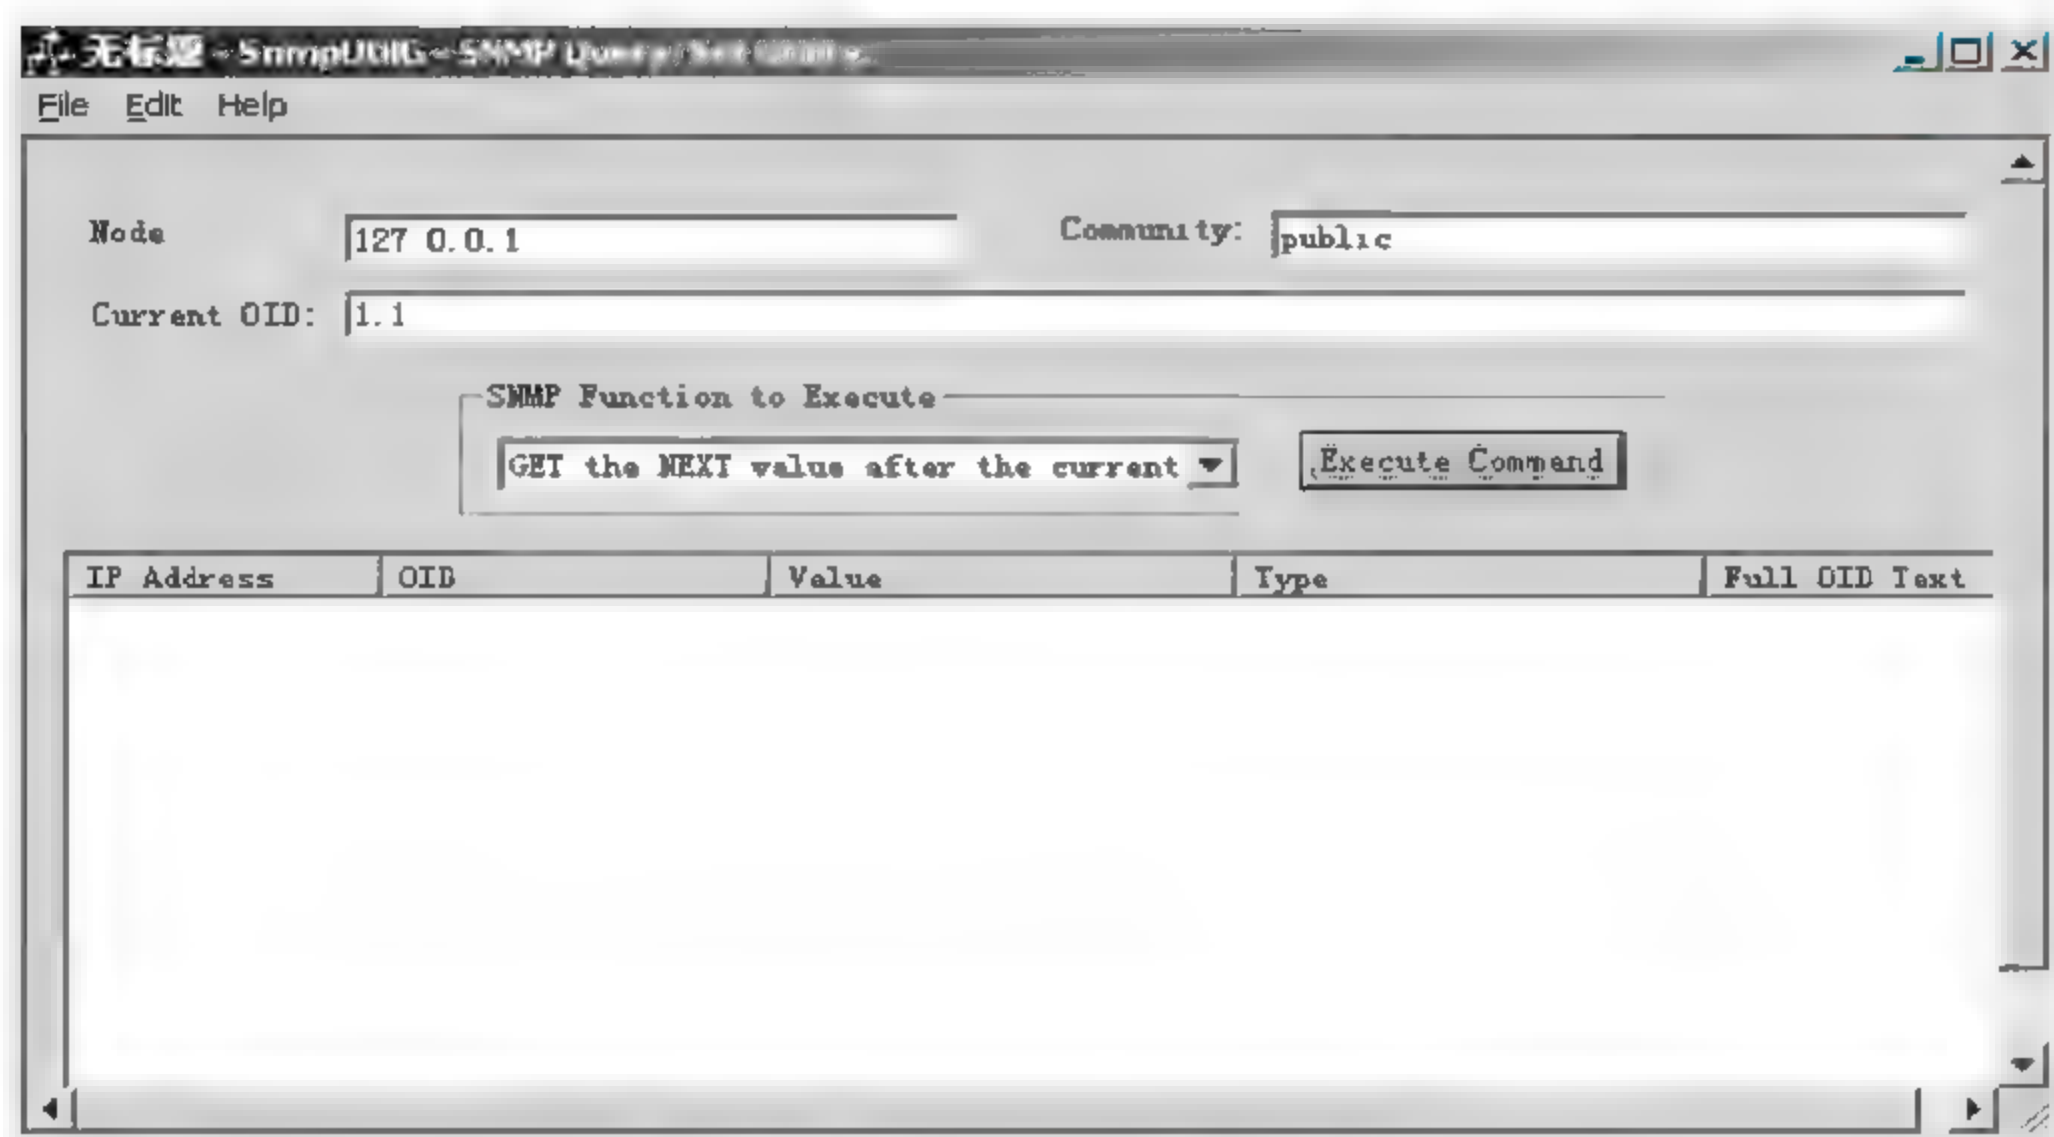 无标题 - SnmpUtilG - SNMP Query
File Edit Help
Node 127 0.0.1 Community: public
Current OID: 1.1
SNMP Function to Execute
GET the NEXT value after the current Execute Command
IP Address OID Value Type Full OID Text